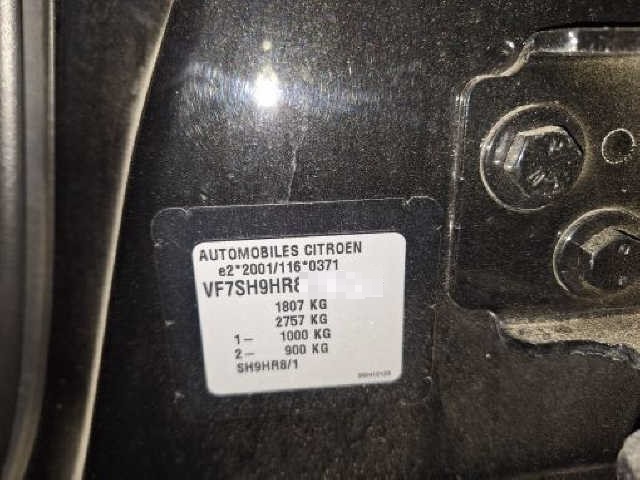 AUTOMOBILES CITROEN
e2*2001/116*0371
VF7SH9HR8
1807 KG
2757 KG
1- 1000 KG
2- 900 KG
SH9HR8/1